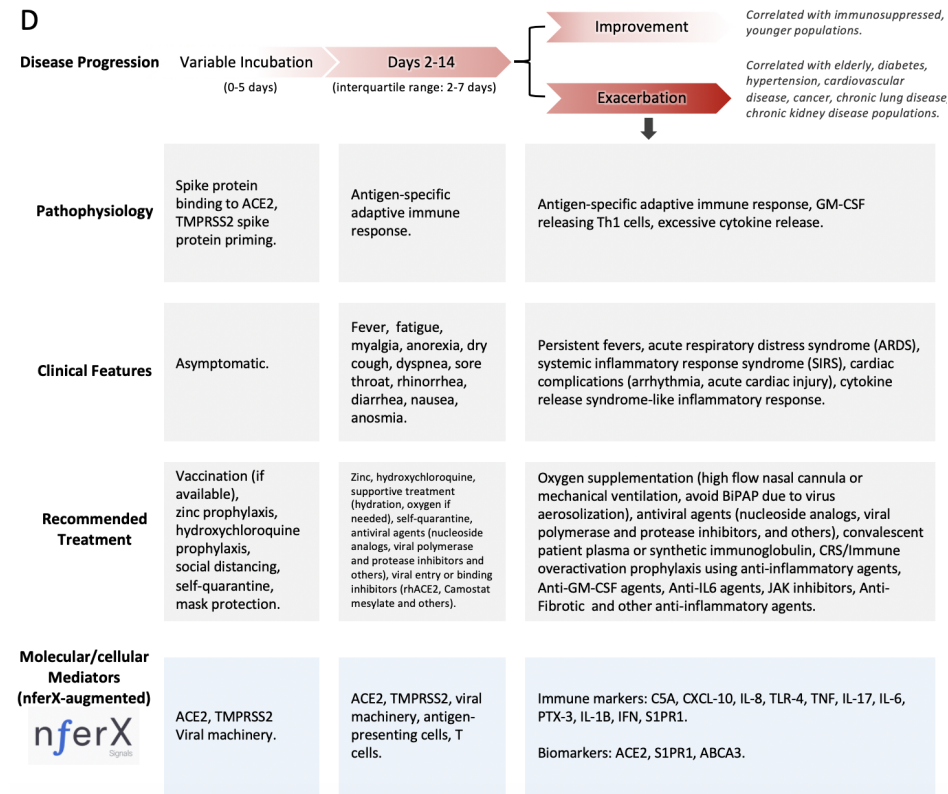 D
Disease Progression
Variable Incubation
(0-5 days)
Days 2-14
(interquartile range: 2-7 days)
Improvement
Correlated with immunosuppressed,
younger populations.
Exacerbation
Correlated with elderly, diabetes,
hypertension, cardiovascular
disease, cancer, chronic lung disease,
chronic kidney disease populations.
Pathophysiology
Spike protein
binding to ACE2,
TMPRSS2 spike
protein priming.
Antigen-specific
adaptive immune
response.
Antigen-specific adaptive immune response, GM-CSF
releasing Th1 cells, excessive cytokine release.
Clinical Features
Asymptomatic.
Fever, fatigue,
myalgia, anorexia, dry
cough, dyspnea, sore
throat, rhinorrhea,
diarrhea, nausea,
anosmia.
Persistent fevers, acute respiratory distress syndrome (ARDS),
systemic inflammatory response syndrome (SIRS), cardiac
complications (arrhythmia, acute cardiac injury), cytokine
release syndrome-like inflammatory response.
Recommended
Treatment
Vaccination (if
available),
zinc prophylaxis,
hydroxychloroquine
prophylaxis,
social distancing,
self-quarantine,
mask protection.
Zinc, hydroxychloroquine,
supportive treatment
(hydration, oxygen if
needed), self-quarantine,
antiviral agents (nucleoside
analogs, viral polymerase
and protease inhibitors and
others), viral entry or binding
inhibitors (rhACE2, Camostat
mesylate and others).
Oxygen supplementation (high flow nasal cannula or
mechanical ventilation, avoid BiPAP due to virus
aerosolization), antiviral agents (nucleoside analogs, viral
polymerase and protease inhibitors, and others), convalescent
patient plasma or synthetic immunoglobulin, CRS/Immune
overactivation prophylaxis using anti-inflammatory agents,
Anti-GM-CSF agents, Anti-IL6 agents, JAK inhibitors, Anti-
Fibrotic and other anti-inflammatory agents.
Molecular/cellular
Mediators
(nferX-augmented)
nferX
Signals
ACE2, TMPRSS2
Viral machinery.
ACE2, TMPRSS2, viral
machinery, antigen-
presenting cells, T
cells.
Immune markers: C5A, CXCL-10, IL-8, TLR-4, TNF, IL-17, IL-6,
PTX-3, IL-1B, IFN, S1PR1.
Biomarkers: ACE2, S1PR1, ABCA3.